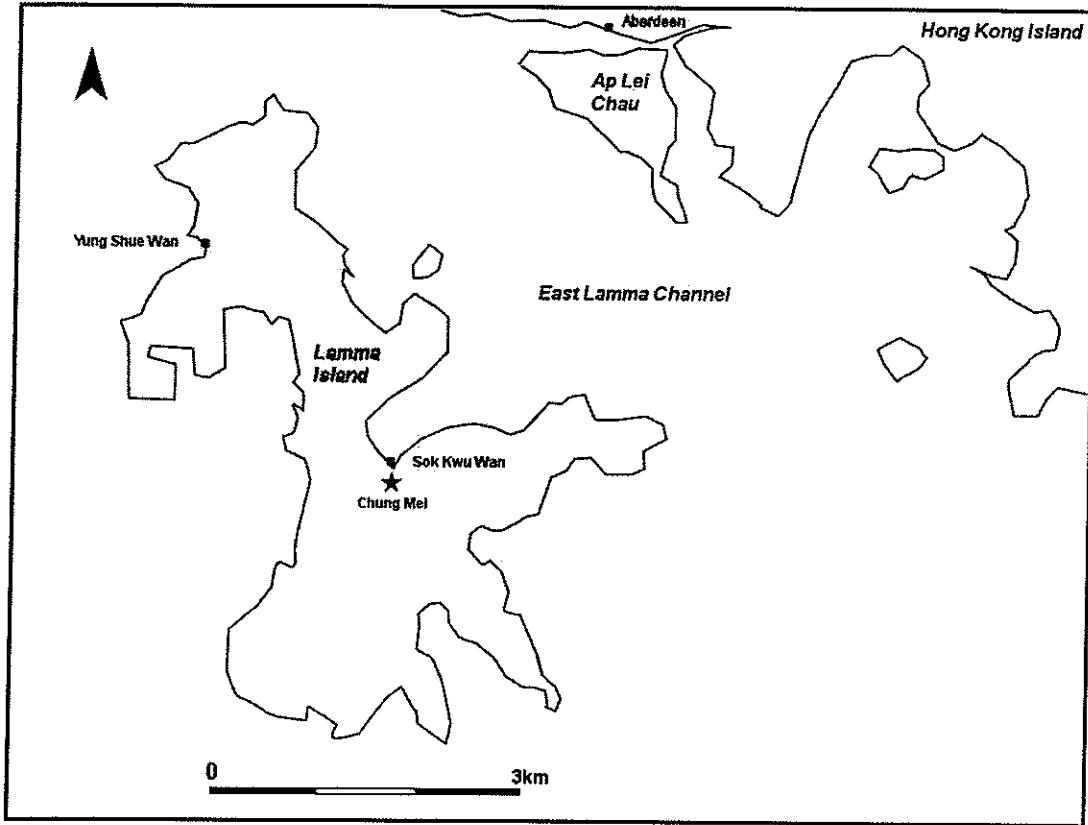 Aberdeen
Hong Kong Island
Ap Lei
Chau
Yung Shue Wan
East Lamma Channel
Lamma
Island
Sok Kwu Wan
Chung Mei
0
3km